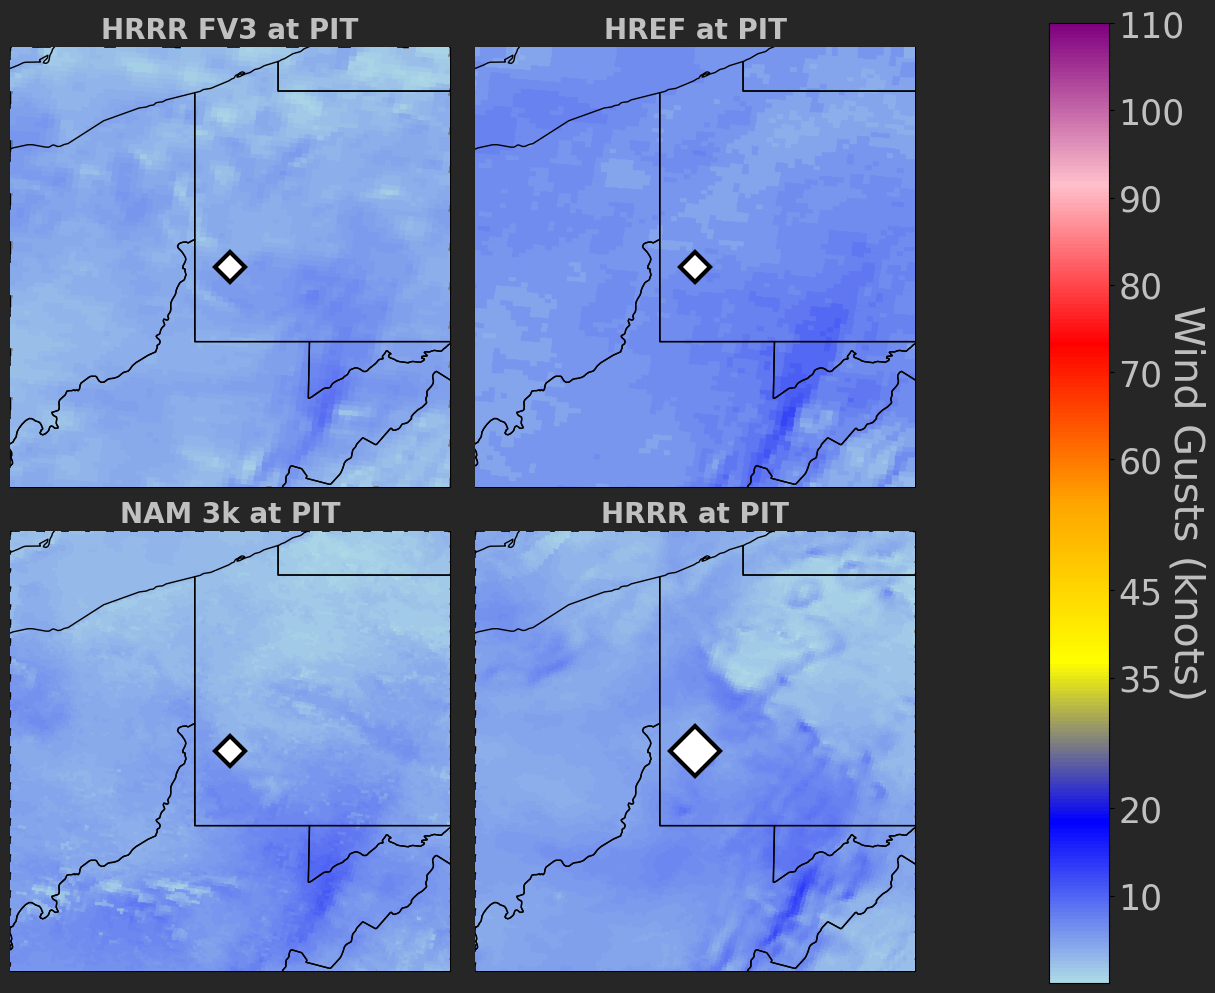 HRRR FV3 at PIT
HREF at PIT
NAM 3k at PIT
HRRR at PIT
110
100
90
80
70
60
45
35
20
10
Wind Gusts (knots)